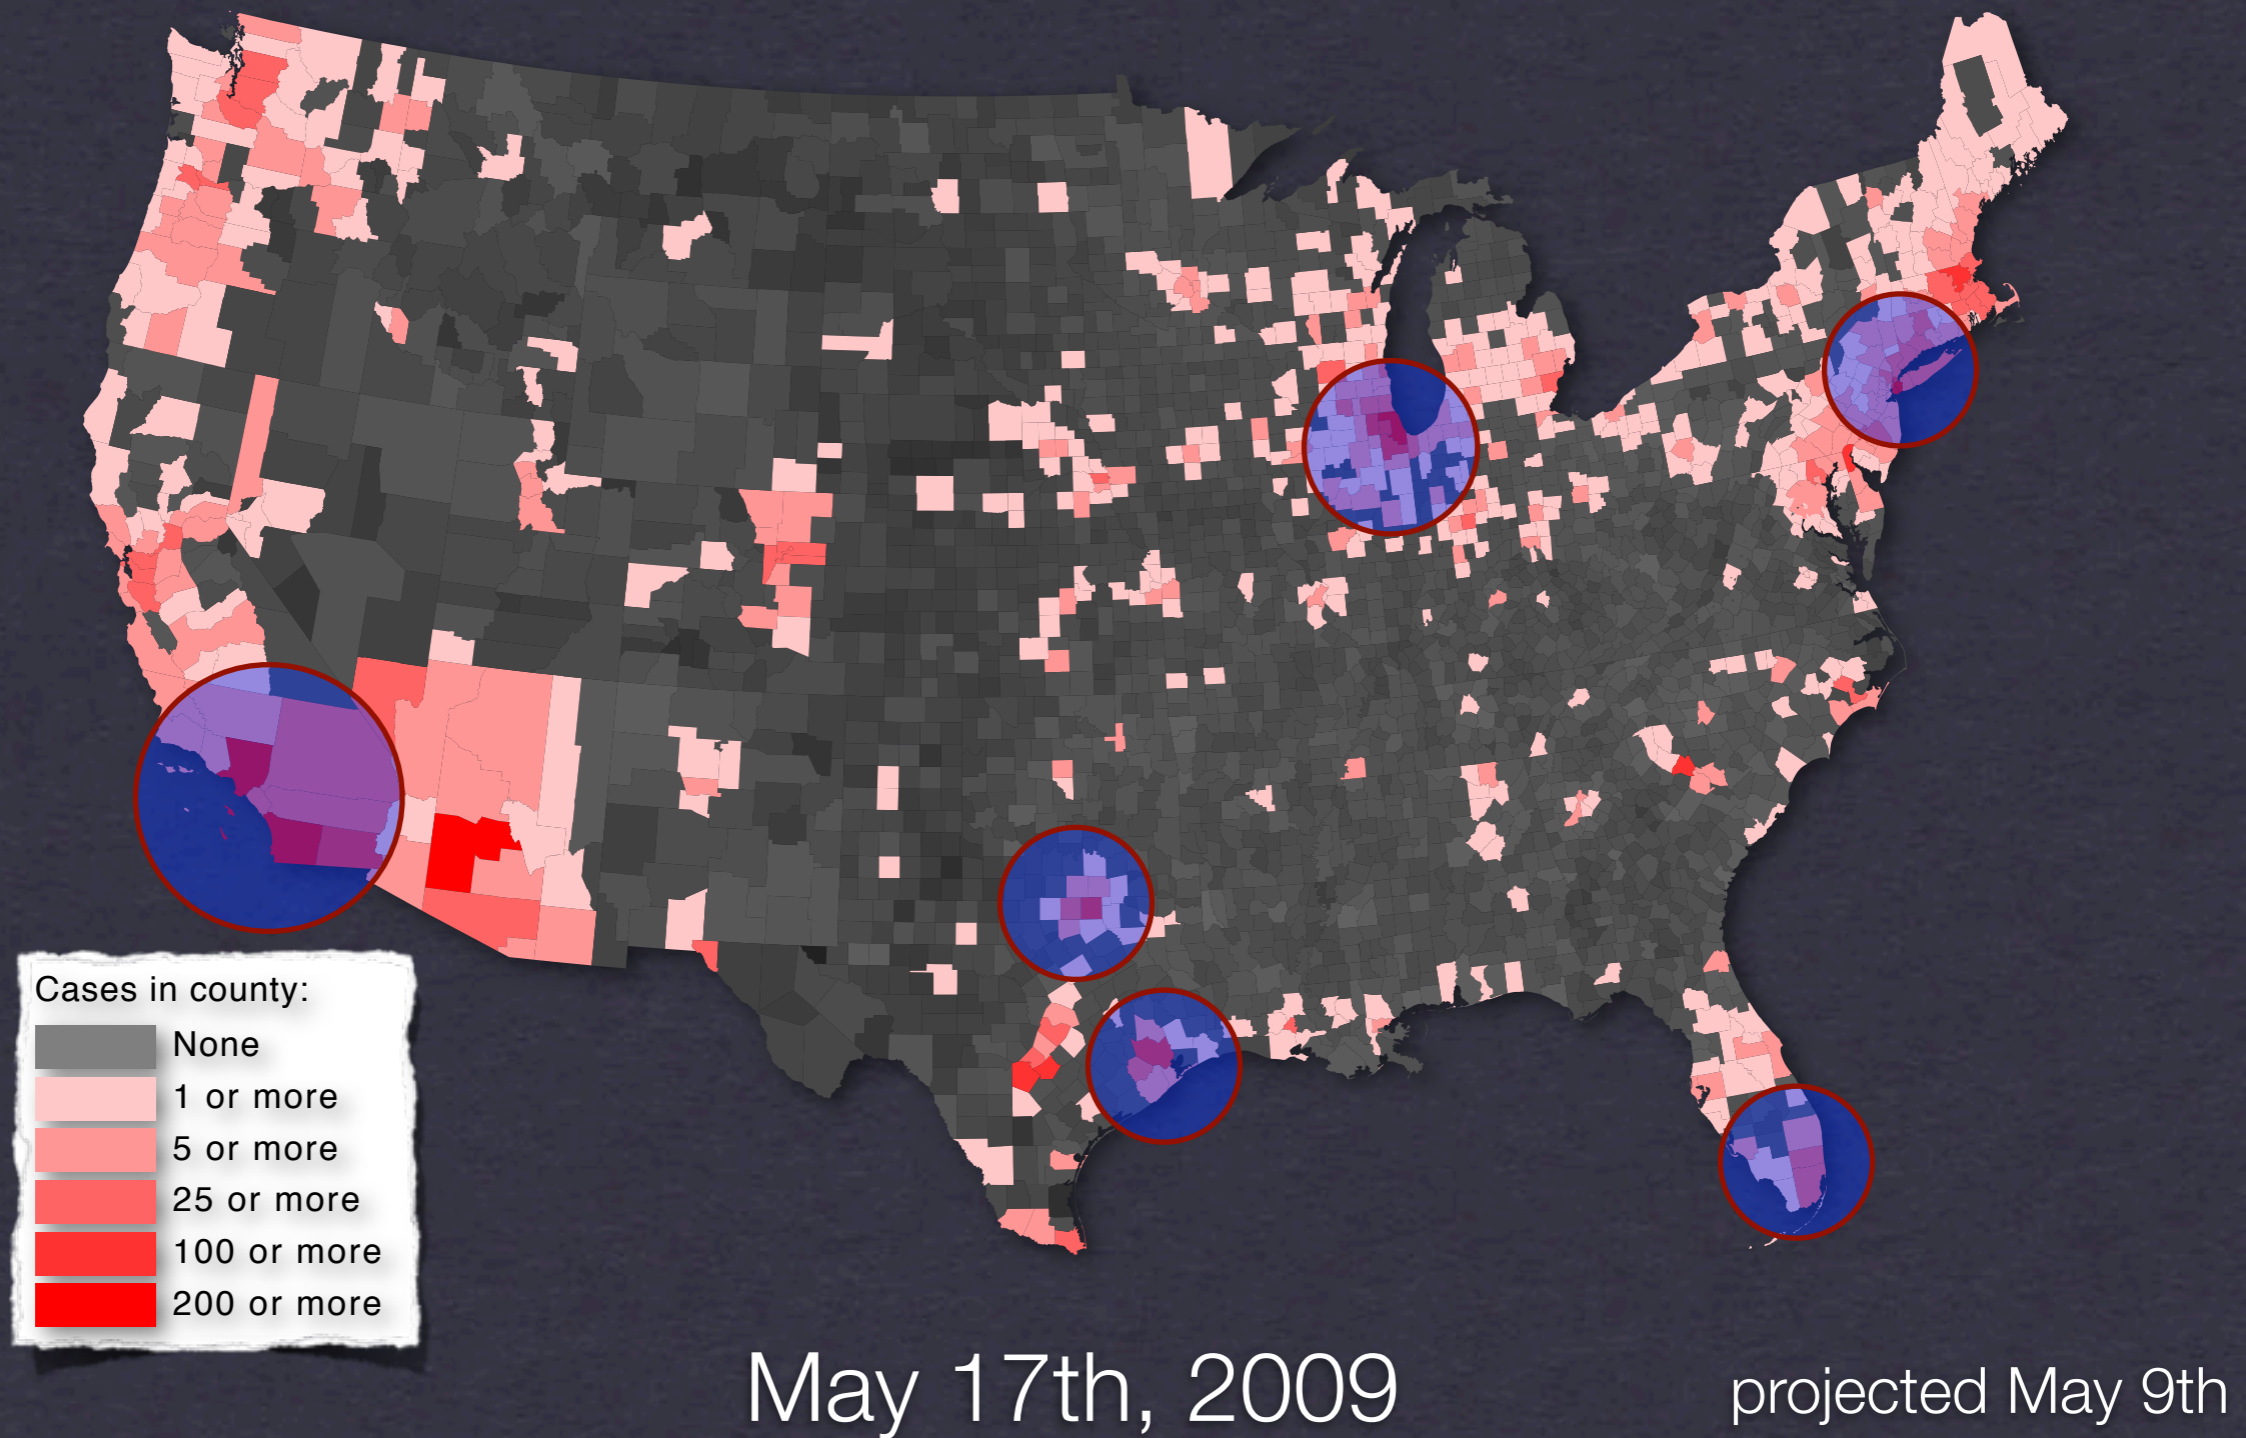 Cases in county:
None
1 or more
5 or more
25 or more
100 or more
200 or more
May 17th, 2009
projected May 9th